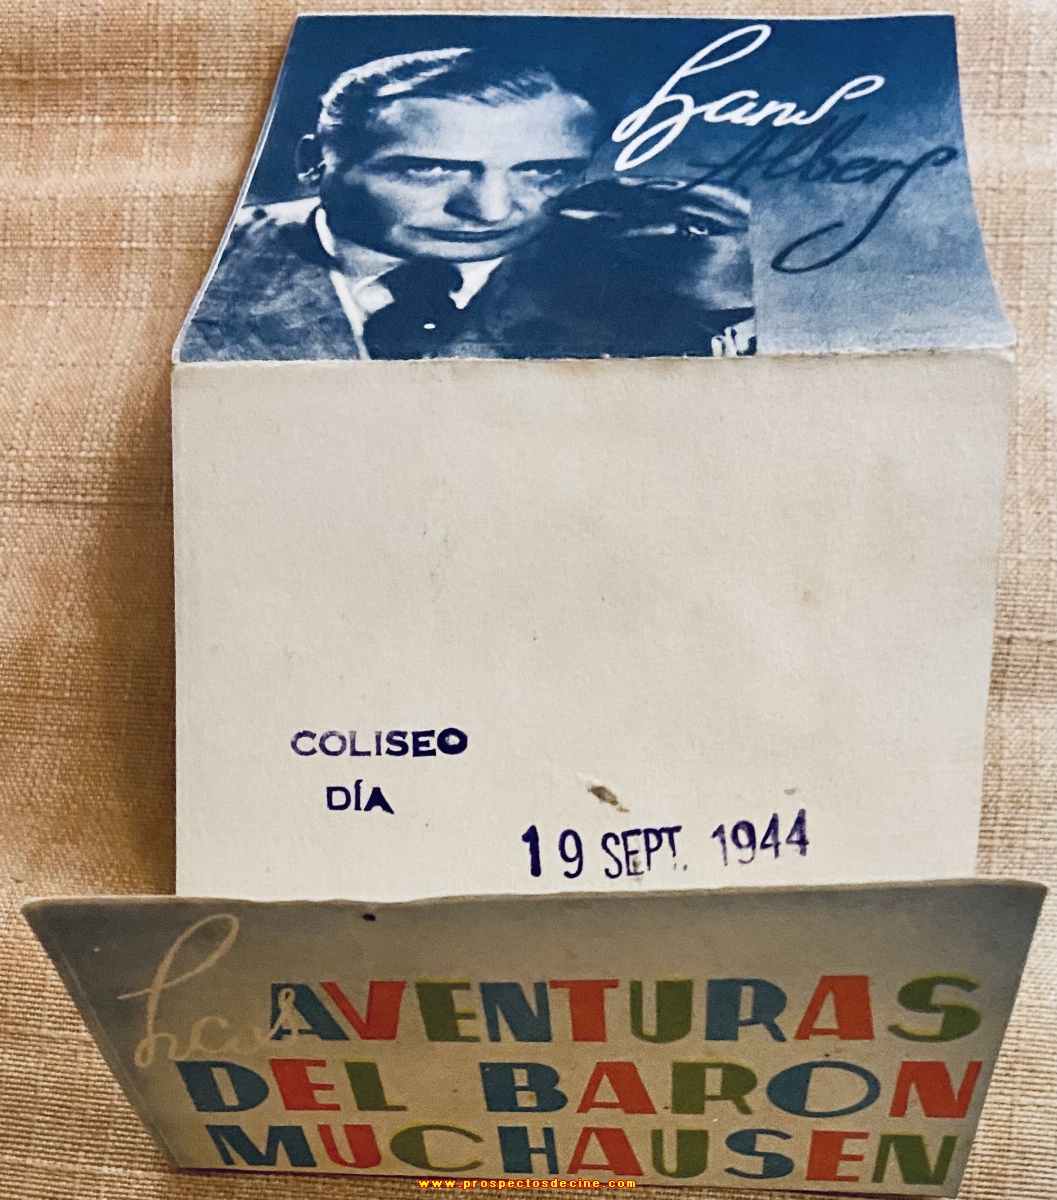 Hans
Albers
COLISEO
DÍA
19 SEPT. 1944
Las
AVENTURAS
DEL BARON
MUCHAUSEN
www.prospectosdecine.com